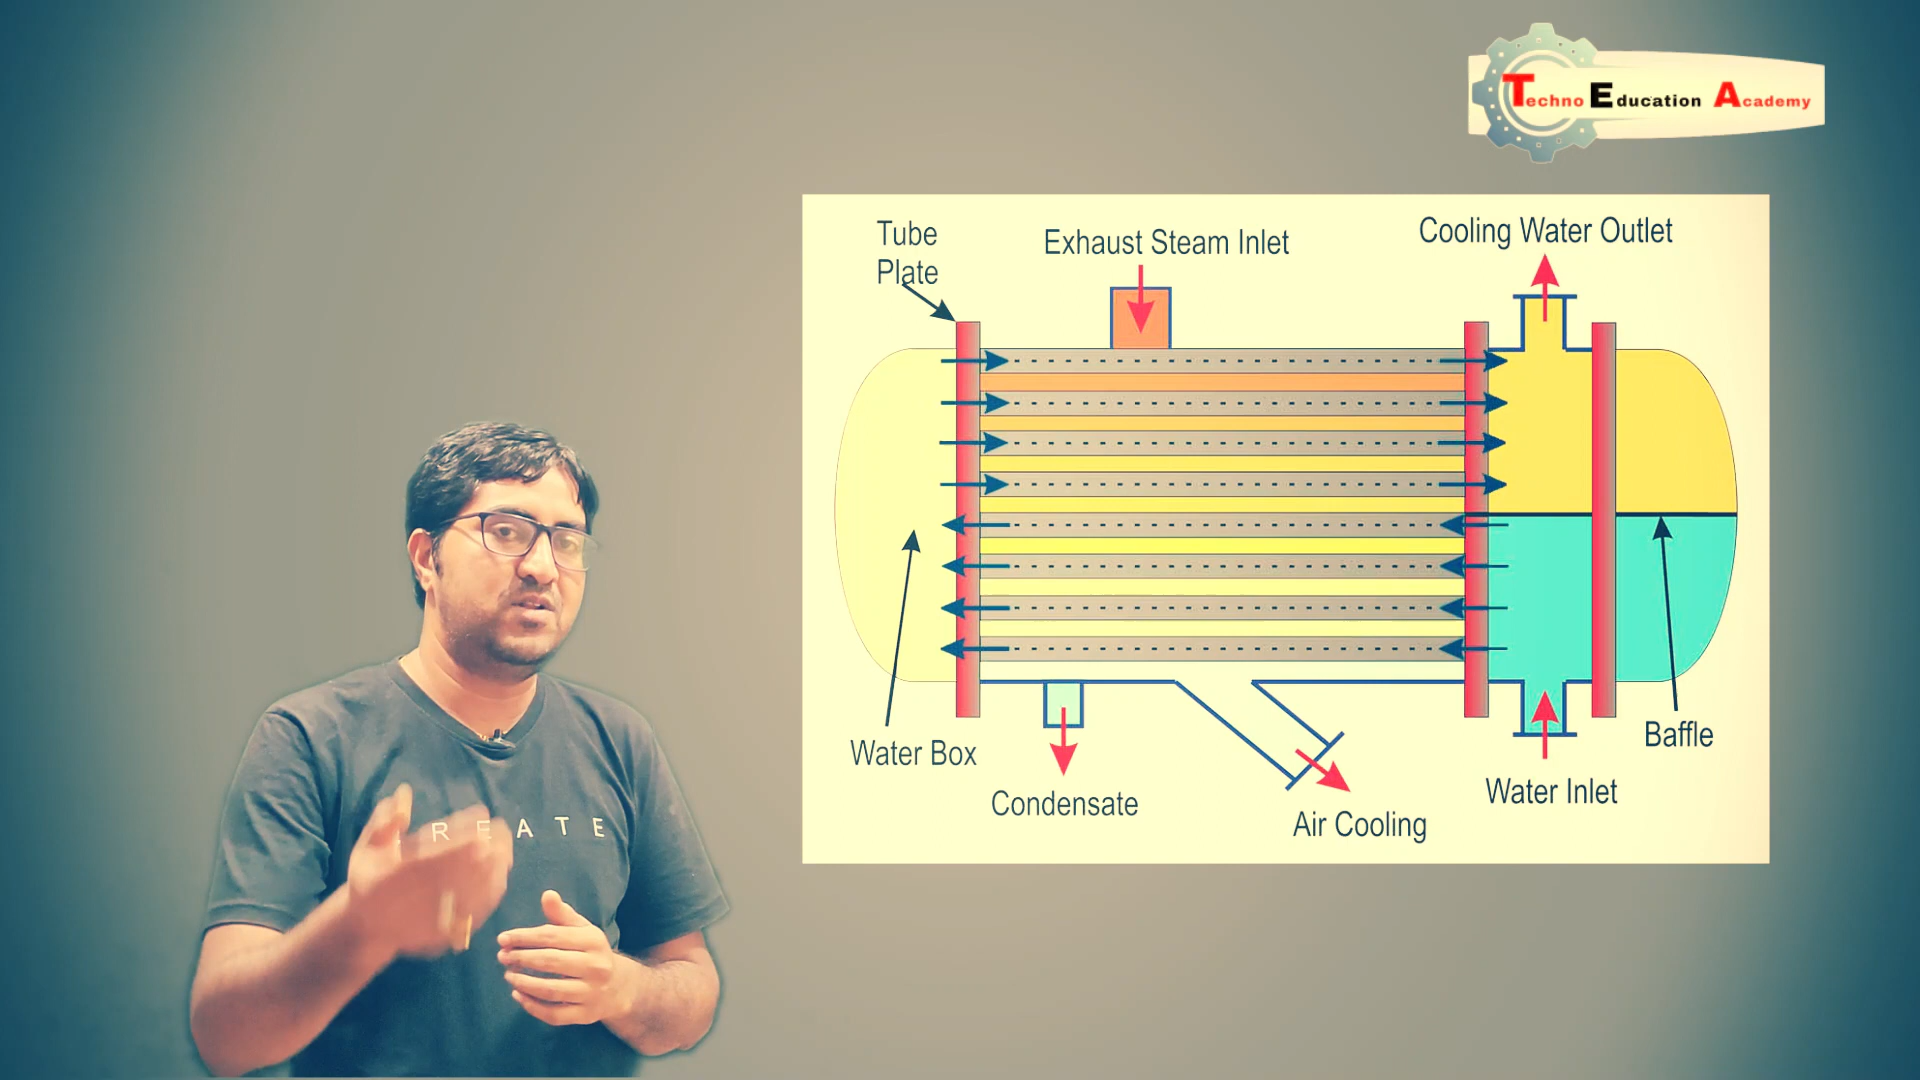 Techno Education Academy
Tube
Plate
Exhaust Steam Inlet
Cooling Water Outlet
Water Box
Condensate
Air Cooling
Water Inlet
Baffle
REATE